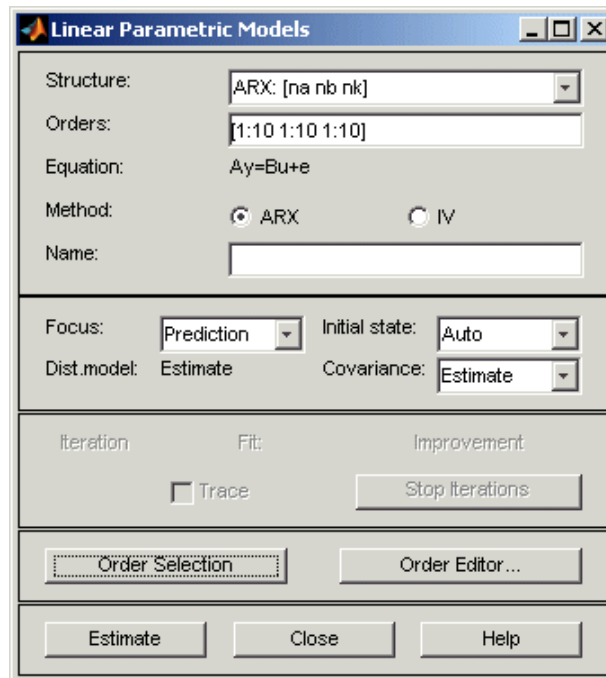 Linear Parametric Models
Structure: ARX: [na nb nk]
Orders: [1:10 1:10 1:10]
Equation: Ay=Bu+e
Method: ARX IV
Name:
Focus: Prediction Initial state: Auto
Dist.model: Estimate Covariance: Estimate
Iteration Fit: Improvement
Trace Stop Iterations
Order Selection Order Editor...
Estimate Close Help